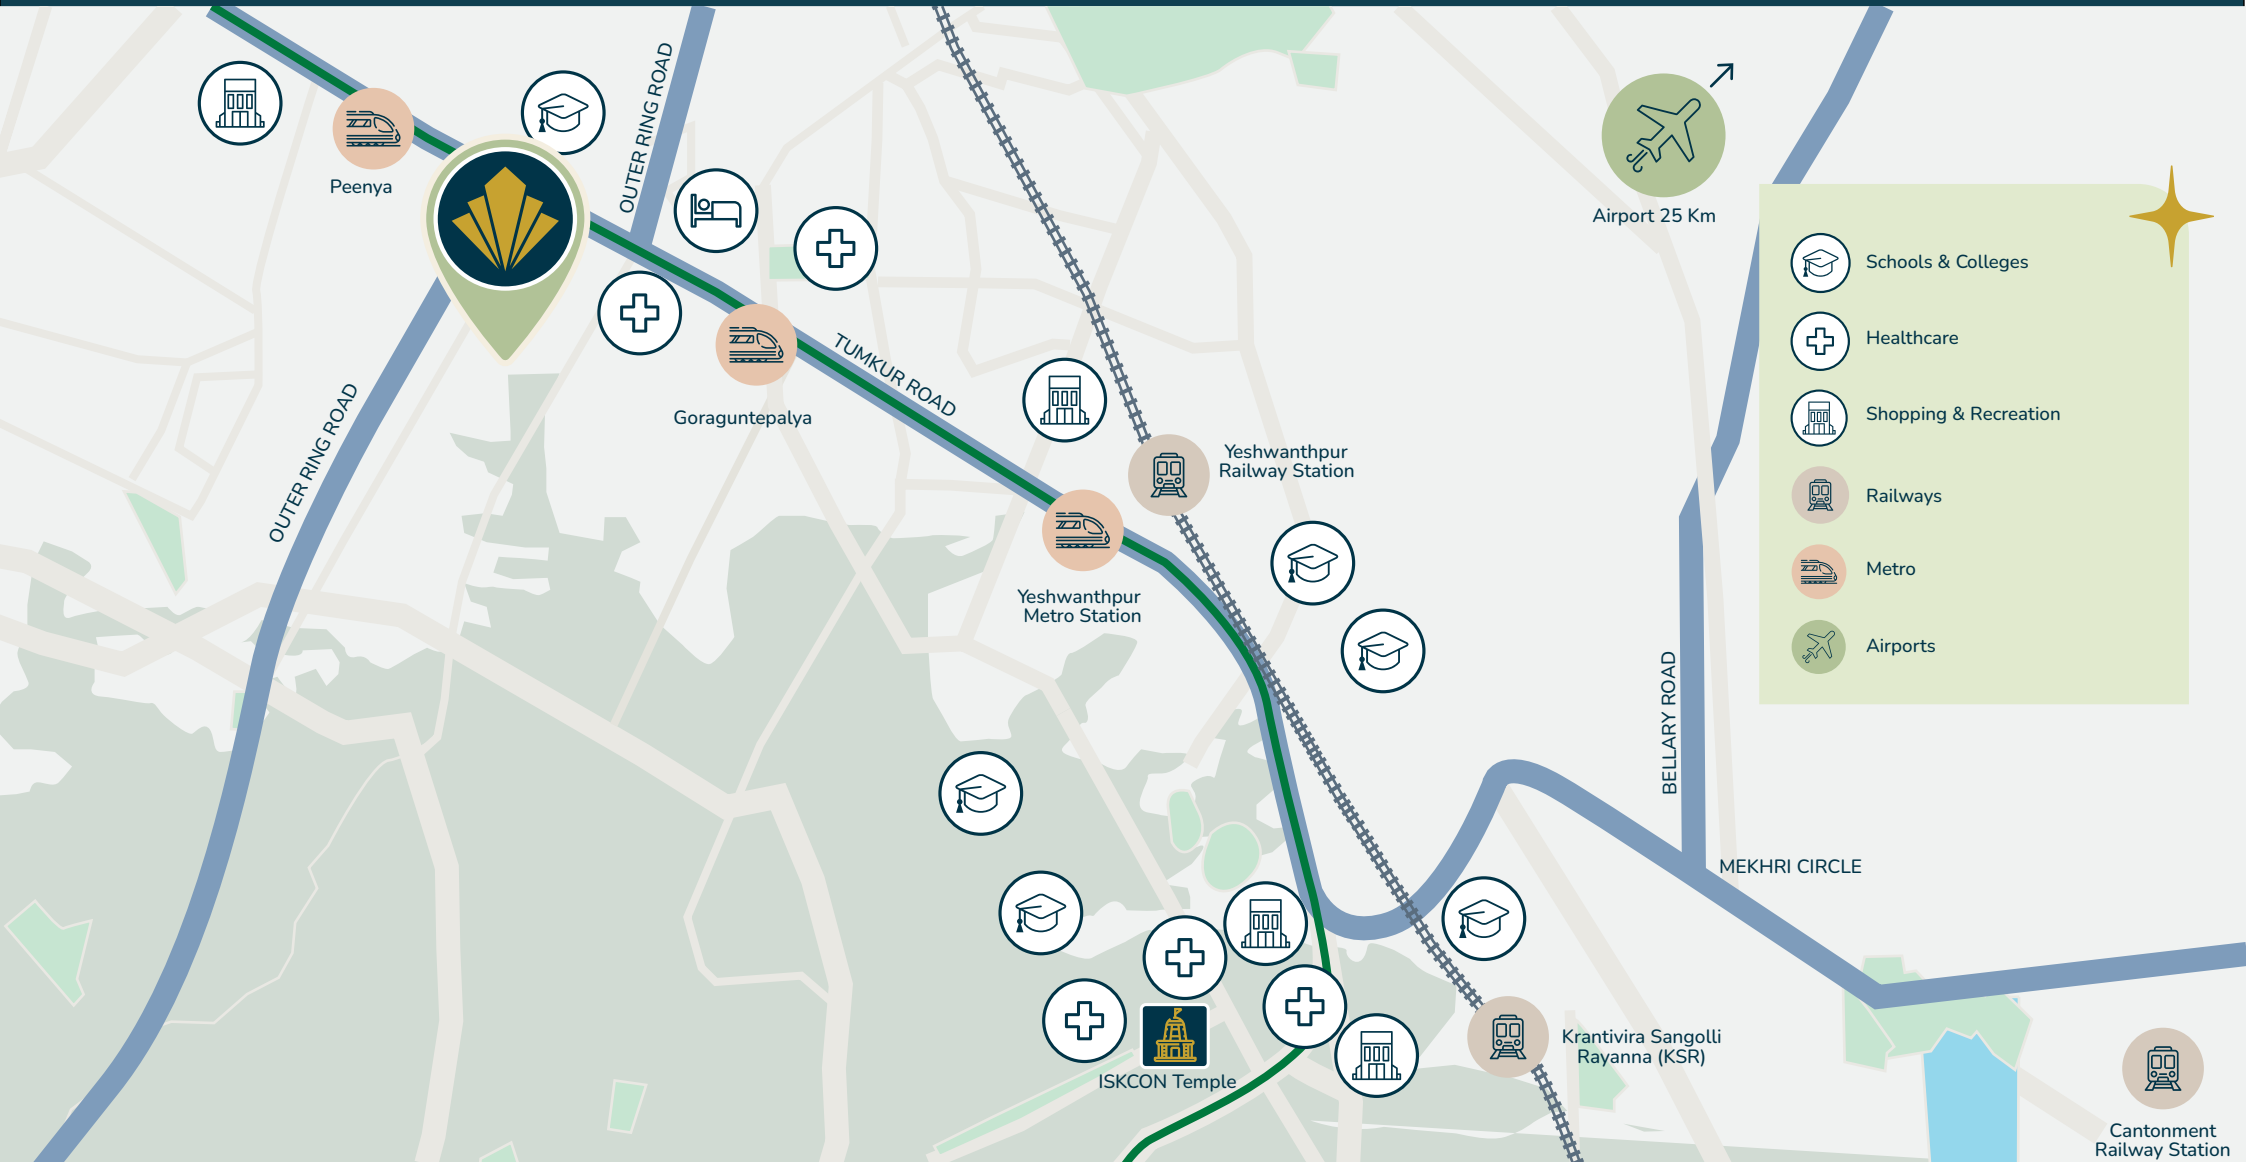 OUTER RING ROAD
Peenya
Airport 25 Km
Schools & Colleges
Healthcare
Shopping & Recreation
Railways
Metro
Airports
TUMKUR ROAD
Goraguntepalya
OUTER RING ROAD
Yeshwanthpur
Railway Station
Yeshwanthpur
Metro Station
BELLARY ROAD
MEKHRI CIRCLE
Krantivira Sangolli
Rayanna (KSR)
ISKCON Temple
Cantonment
Railway Station